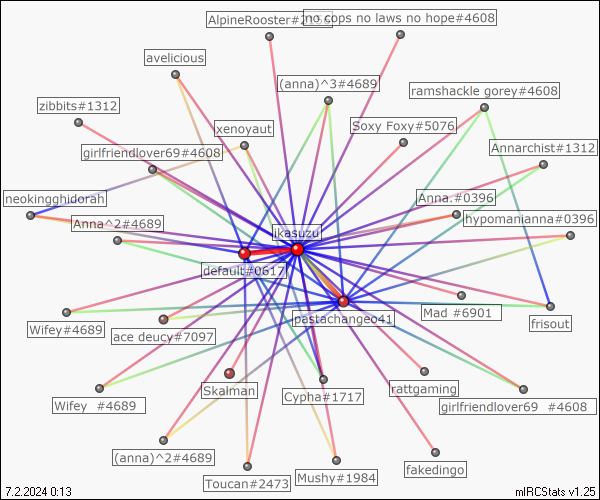 AlpineRooster#2
no cops no laws no hope#4608
avelicious
(anna)^3#4689
ramshackle gorey#4608
zibbits#1312
xenoyaut
Soxy Foxy#5076
girlfriendlover69#4608
Annarchist#1312
neokingghidorah
Anna.#0396
Anna^2#4689
hypomanianna#0396
ikasuzu
default#0617
Mad #6901
pastachangeo41
frisout
Wifey#4689
ace deucy#7097
Skalman
rattgaming
Cypha#1717
Wifey #4689
girlfriendlover69 #4608
(anna)^2#4689
fakedingo
Toucan#2473
Mushy#1984
7.2.2024 0:13
mIRCStats v1.25